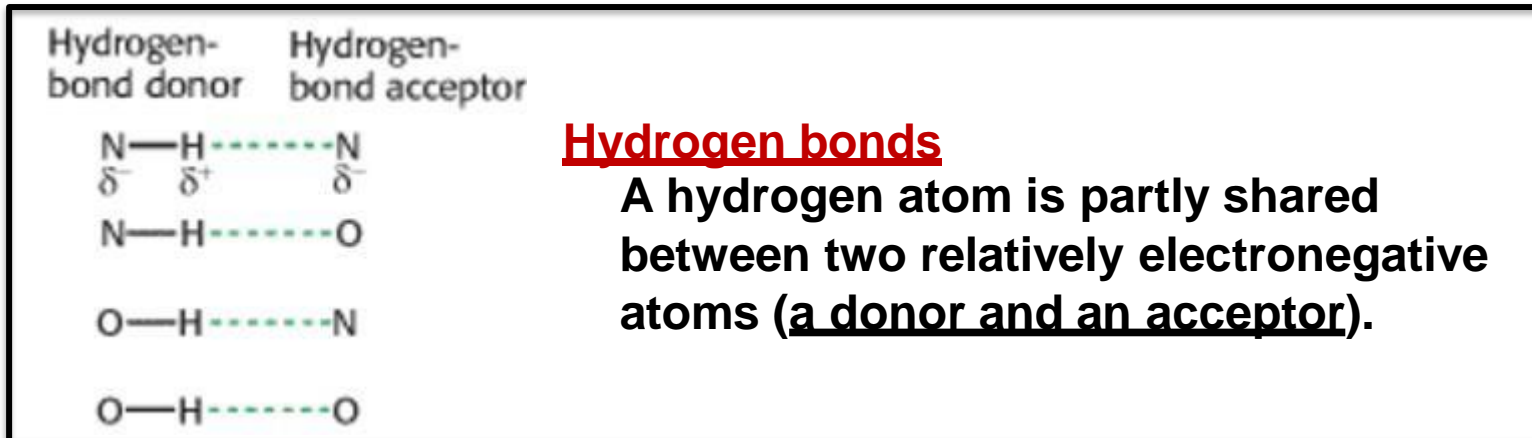 Hydrogen- Hydrogen-
bond donor bond acceptor
N—H-------N
δ⁻ δ⁺ δ⁻
N—H-------O
O—H-------N
O—H-------O
Hydrogen bonds
A hydrogen atom is partly shared
between two relatively electronegative
atoms (a donor and an acceptor).